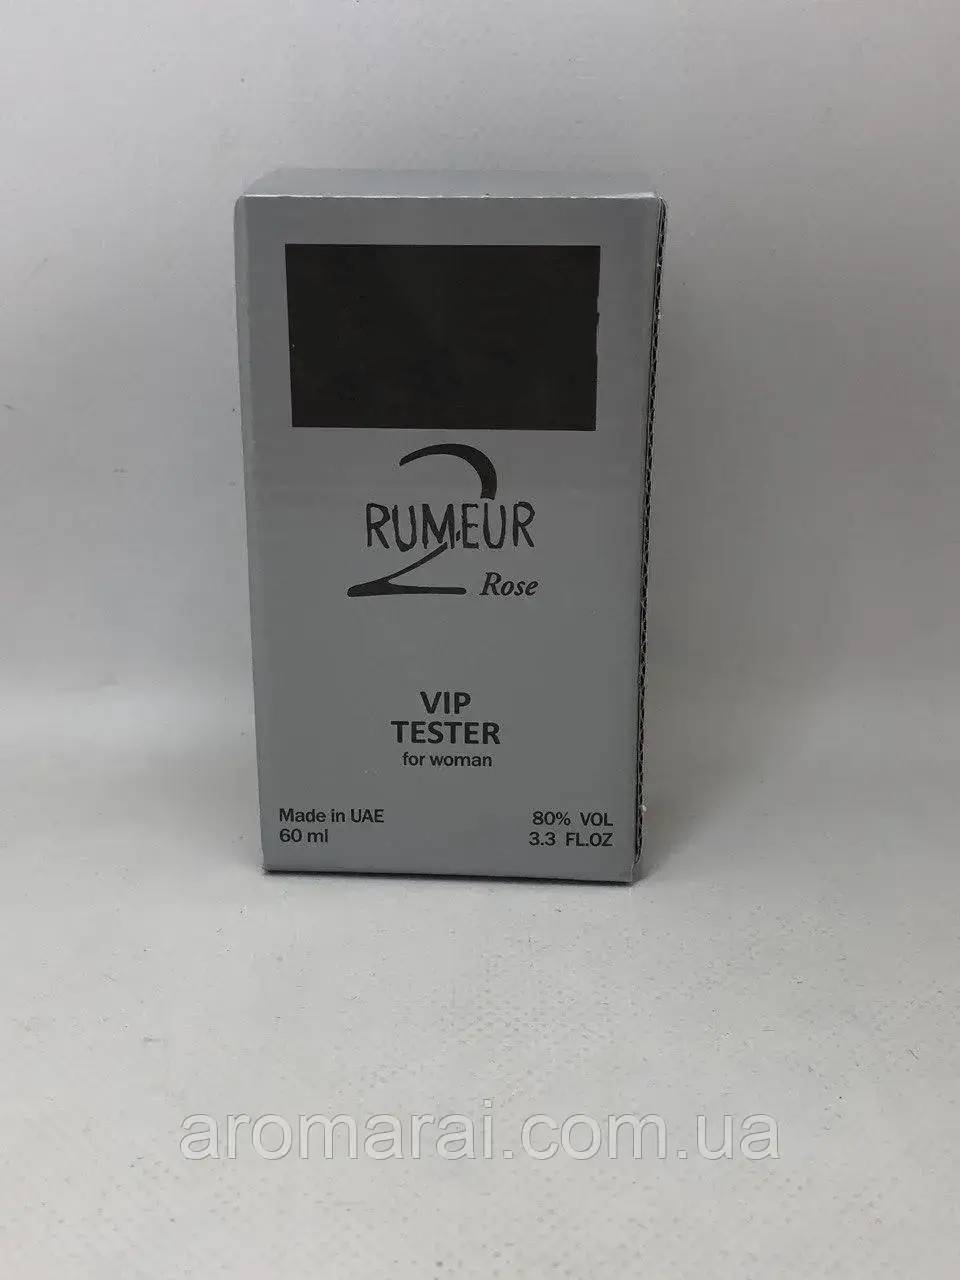 2
RUMEUR
Rose
VIP
TESTER
for woman
Made in UAE
60 ml
80% VOL
3.3 FL.OZ
aromarai.com.ua